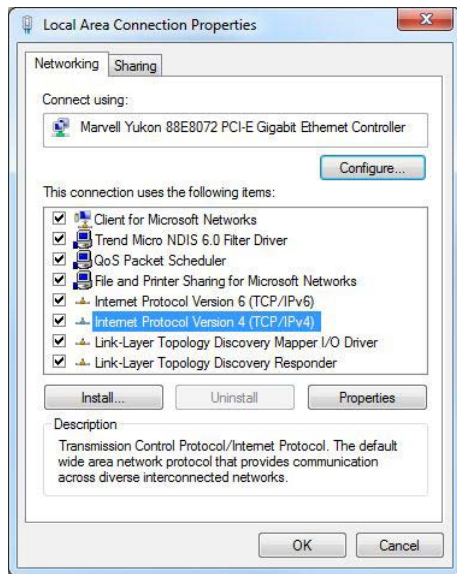 Local Area Connection Properties
Networking
Sharing
Connect using:
Marvell Yukon 88E8072 PCI-E Gigabit Ethernet Controller
Configure...
This connection uses the following items:
Client for Microsoft Networks
Trend Micro NDIS 6.0 Filter Driver
QoS Packet Scheduler
File and Printer Sharing for Microsoft Networks
Internet Protocol Version 6 (TCP/IPv6)
Internet Protocol Version 4 (TCP/IPv4)
Link-Layer Topology Discovery Mapper I/O Driver
Link-Layer Topology Discovery Responder
Install...
Uninstall
Properties
Description
Transmission Control Protocol/Internet Protocol. The default
wide area network protocol that provides communication
across diverse interconnected networks.
OK
Cancel